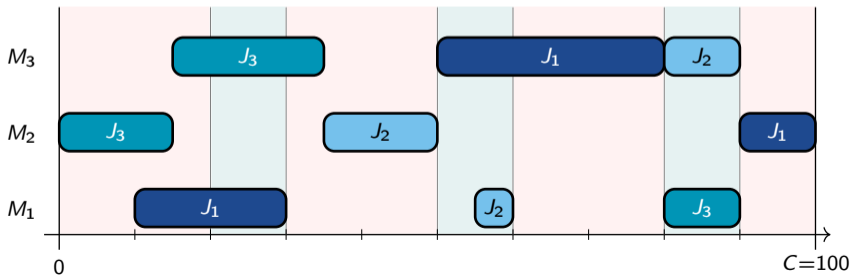 M₃ J₃ J₁ J₂
M₂ J₃ J₂ J₁
M₁ J₁ J₂ J₃
0 C=100